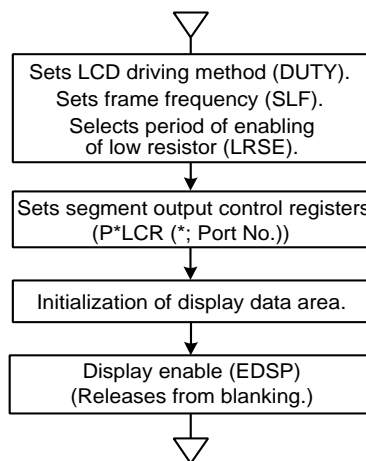 Sets LCD driving method (DUTY).
Sets frame frequency (SLF).
Selects period of enabling
of low resistor (LRSE).
Sets segment output control registers
(P*LCR (*; Port No.))
Initialization of display data area.
Display enable (EDSP)
(Releases from blanking.)